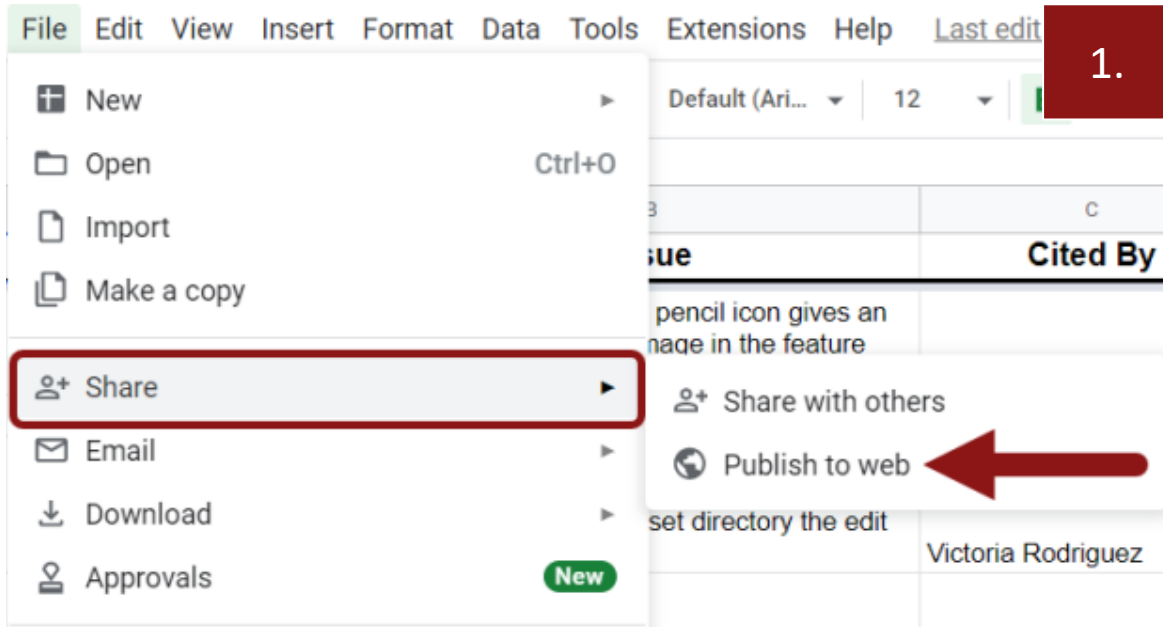 File Edit View Insert Format Data Tools Extensions Help Last edit
1.
New
Default (Ari... 12
Open Ctrl+O
Import
C
Cited By
Make a copy
pencil icon gives an
in the feature
Share
Share with others
Email
Publish to web
Download
set directory the edit
Victoria Rodriguez
Approvals New